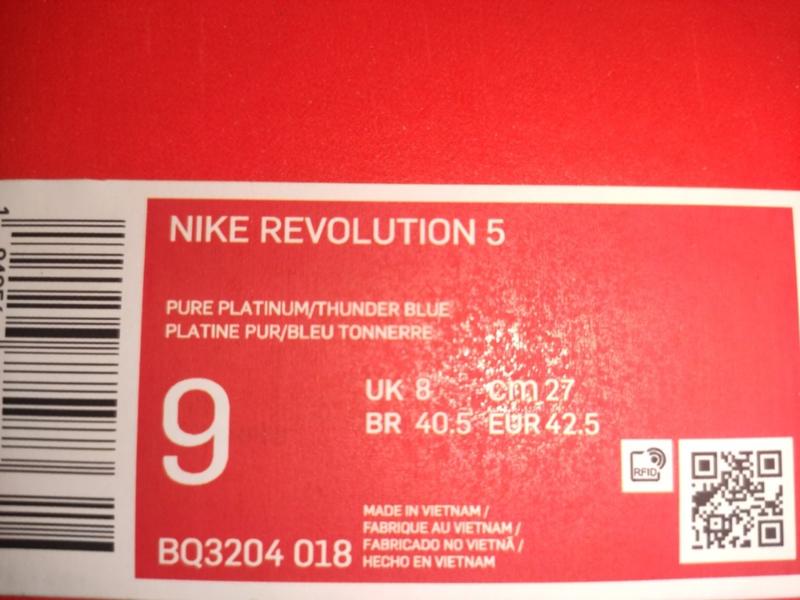 NIKE REVOLUTION 5
PURE PLATINUM/THUNDER BLUE
PLATINE PUR/BLEU TONNERRE
9
UK 8 cm 27
BR 40.5 EUR 42.5
RFID
BQ3204 018
MADE IN VIETNAM /
FABRIQUE AU VIETNAM /
FABRICADO NO VIETNÃ /
HECHO EN VIETNAM